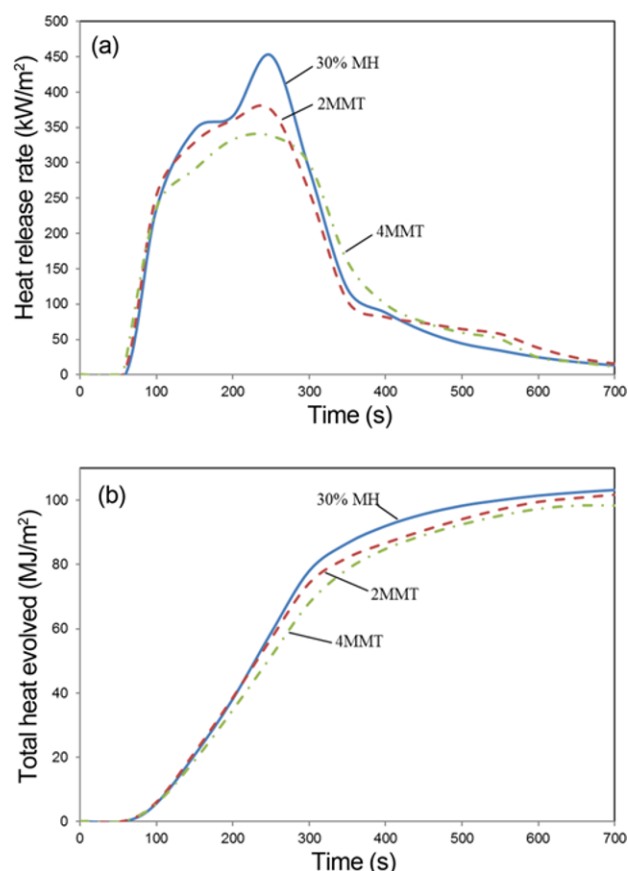 (a)
Heat release rate (kW/m²)
500
450
400
350
300
250
200
150
100
50
0
30% MH
2MMT
4MMT
0 100 200 300 400 500 600 700
Time (s)
(b)
Total heat evolved (MJ/m²)
100
80
60
40
20
0
30% MH
2MMT
4MMT
0 100 200 300 400 500 600 700
Time (s)